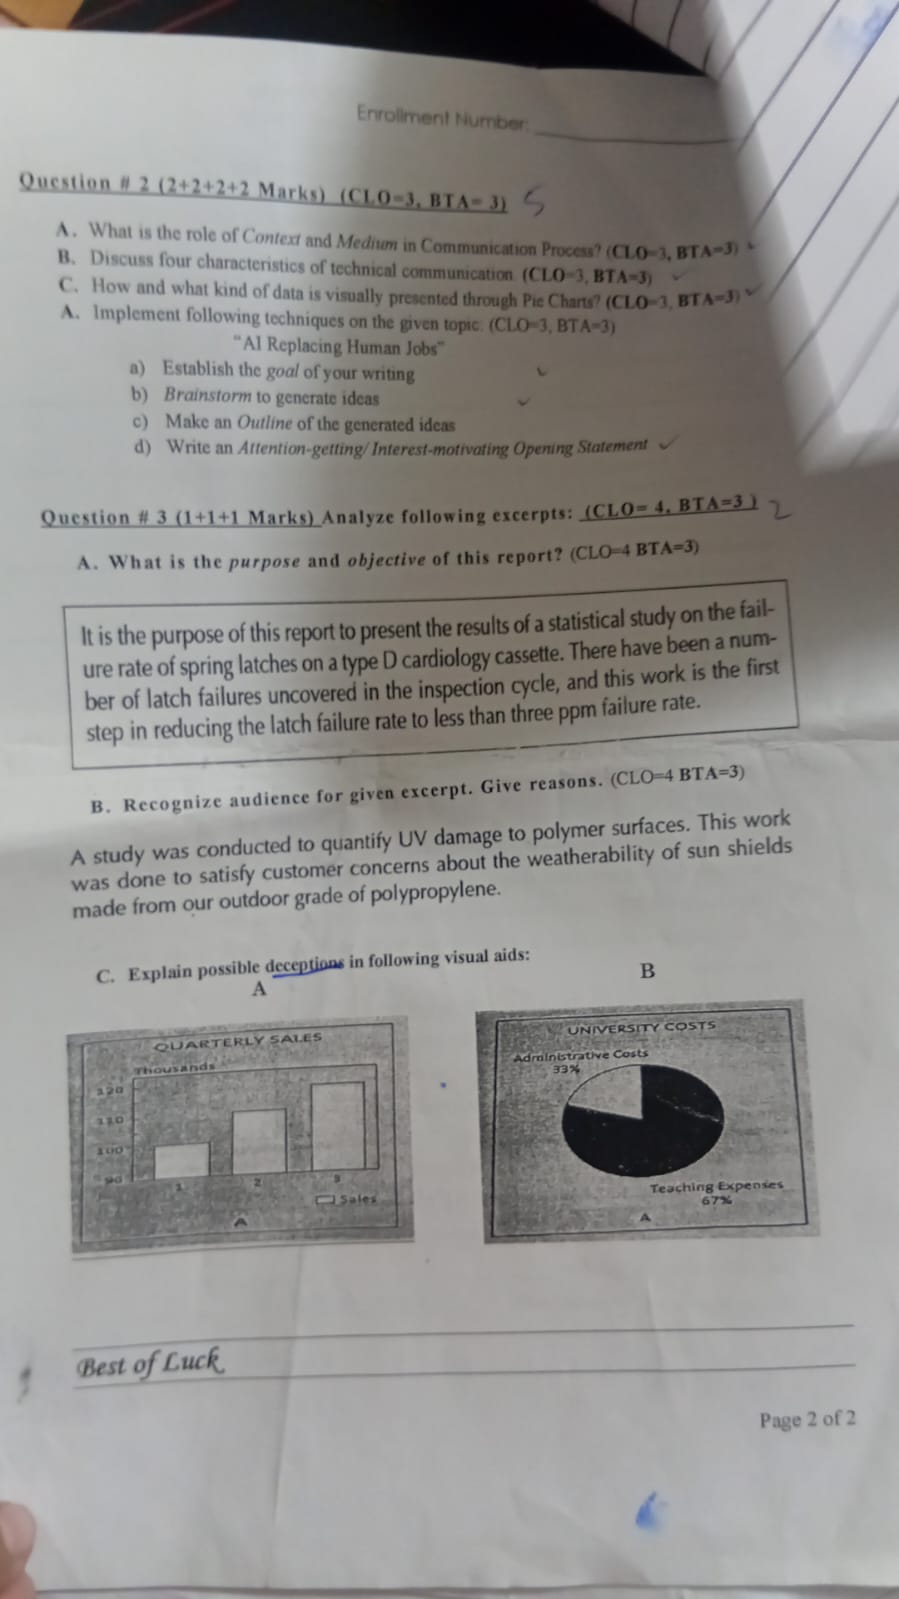 Enrollment Number:
Question # 2 (2+2+2+2 Marks) (CLO=3, BTA= 3) 5
A. What is the role of Context and Medium in Communication Process? (CLO=3, BTA=3)
B. Discuss four characteristics of technical communication. (CLO=3, BTA=3)
C. How and what kind of data is visually presented through Pie Charts? (CLO=3, BTA=3)
A. Implement following techniques on the given topic: (CLO=3, BTA=3)
"AI Replacing Human Jobs"
a) Establish the goal of your writing
b) Brainstorm to generate ideas
c) Make an Outline of the generated ideas
d) Write an Attention-getting/ Interest-motivating Opening Statement
Question # 3 (1+1+1 Marks) Analyze following excerpts: (CLO= 4, BTA=3 ) 2
A. What is the purpose and objective of this report? (CLO=4 BTA=3)
It is the purpose of this report to present the results of a statistical study on the fail-
ure rate of spring latches on a type D cardiology cassette. There have been a num-
ber of latch failures uncovered in the inspection cycle, and this work is the first
step in reducing the latch failure rate to less than three ppm failure rate.
B. Recognize audience for given excerpt. Give reasons. (CLO=4 BTA=3)
A study was conducted to quantify UV damage to polymer surfaces. This work
was done to satisfy customer concerns about the weatherability of sun shields
made from our outdoor grade of polypropylene.
C. Explain possible deceptions in following visual aids:
A
B
QUARTERLY SALES
Thousands
120
110
100
90
1 2 3
Sales
A
UNIVERSITY COSTS
Administrative Costs
33%
Teaching Expenses
67%
A
Best of Luck
Page 2 of 2